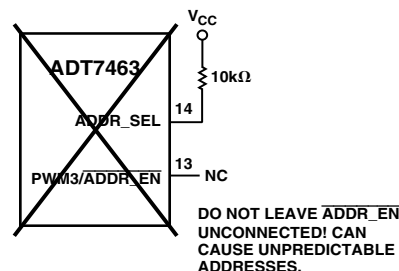 VCC
ADT7463
10kΩ
14
ADDR_SEL
13
PWM3/ADDR_EN
NC
DO NOT LEAVE ADDR_EN
UNCONNECTED! CAN
CAUSE UNPREDICTABLE
ADDRESSES.